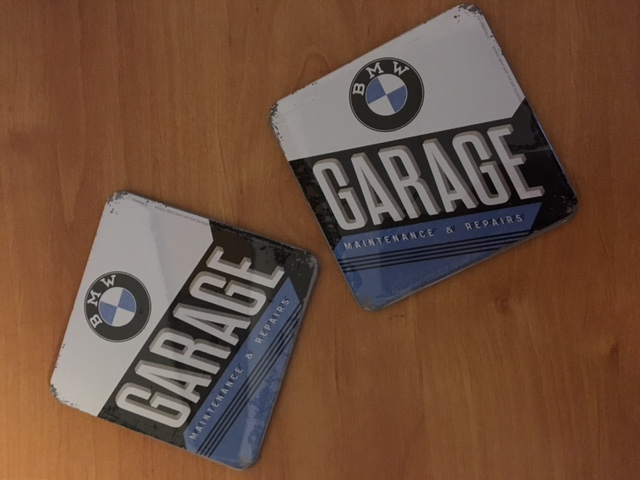 BMW
GARAGE
MAINTENANCE & REPAIRS
BMW
GARAGE
MAINTENANCE & REPAIRS